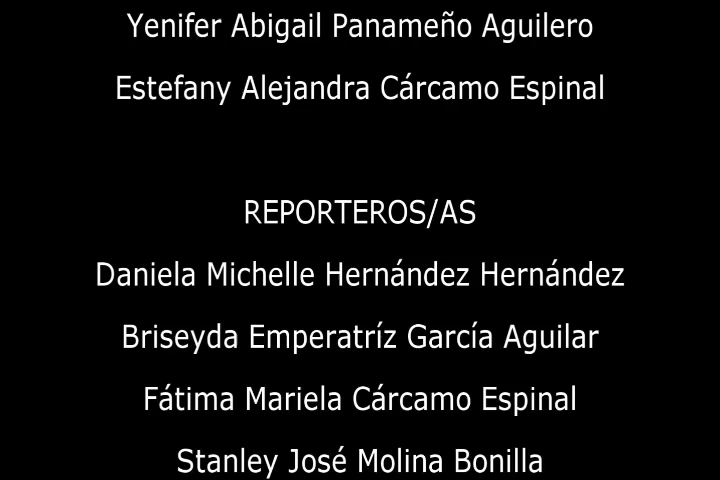 Yenifer Abigail Panameño Aguilero
Estefany Alejandra Cárcamo Espinal
REPORTEROS/AS
Daniela Michelle Hernández Hernández
Briseyda Emperatríz García Aguilar
Fátima Mariela Cárcamo Espinal
Stanley José Molina Bonilla